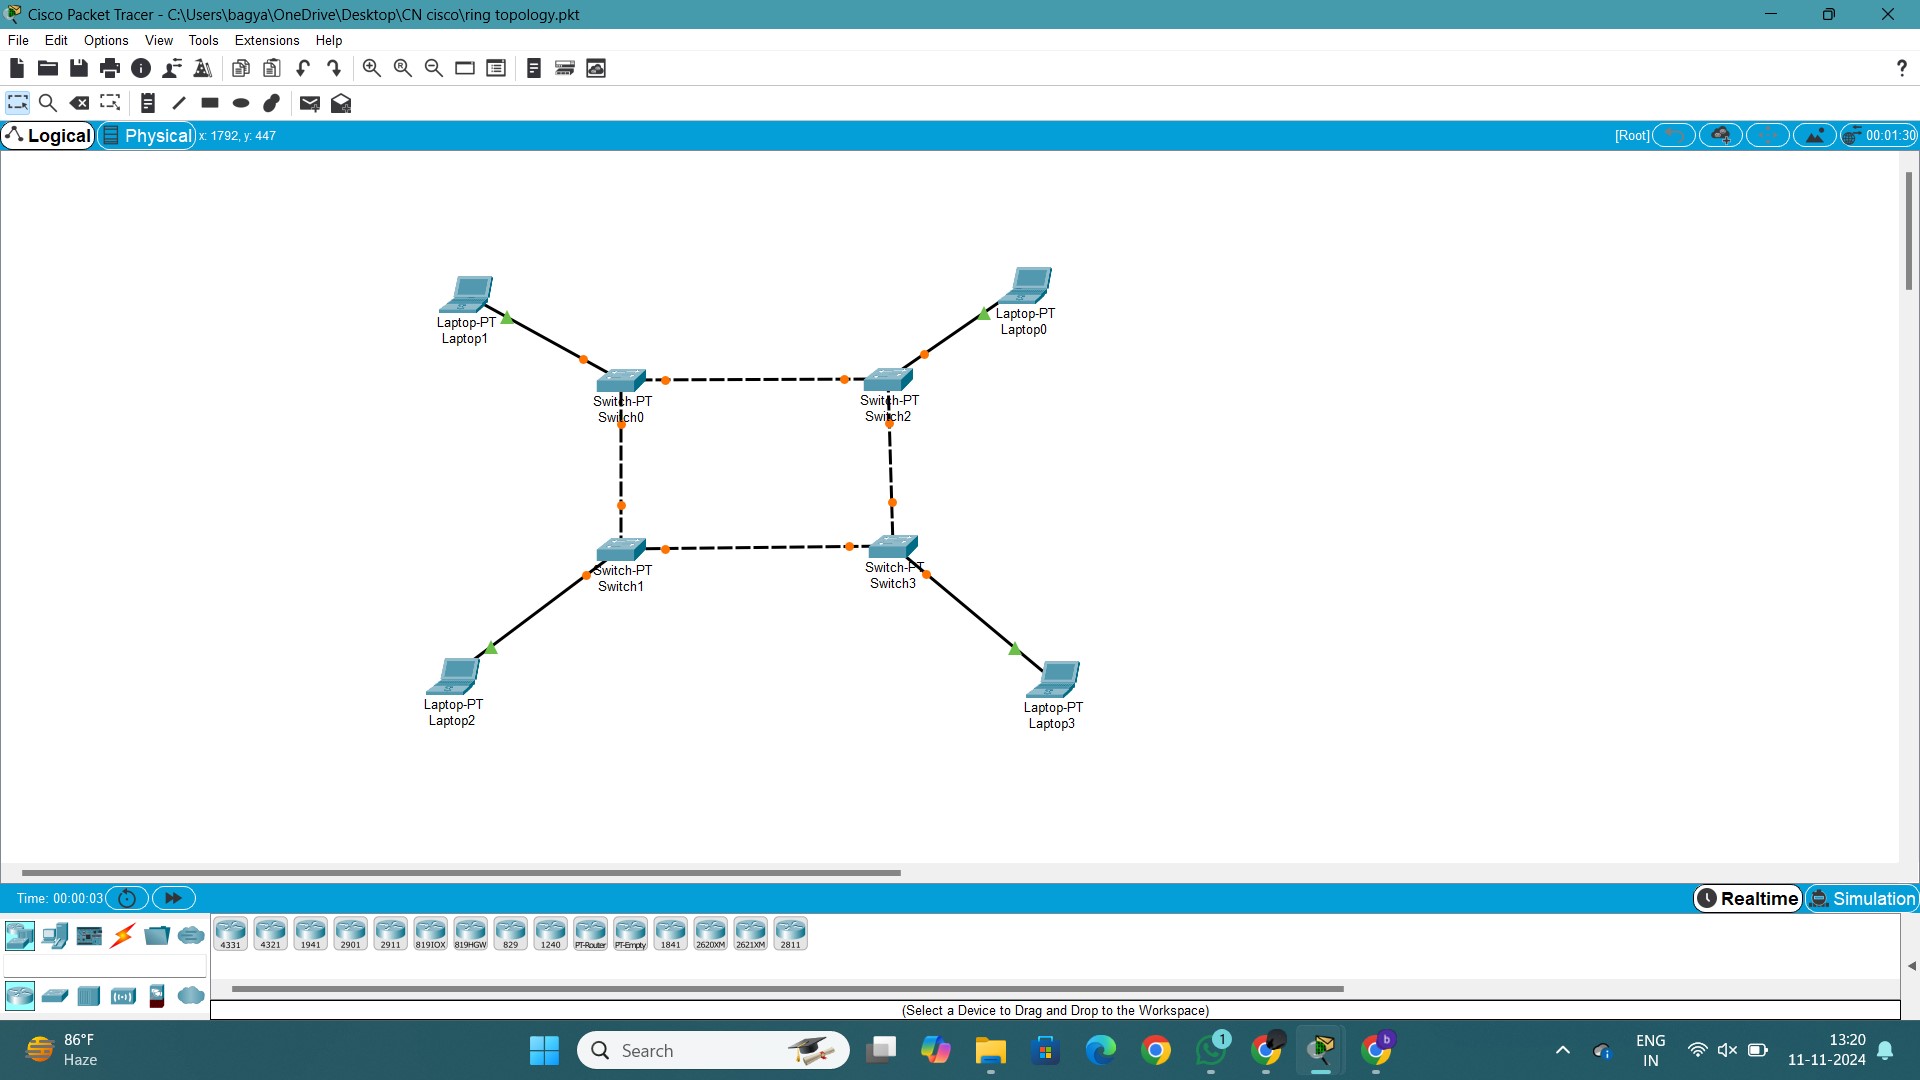 Cisco Packet Tracer - C:\Users\bagya\OneDrive\Desktop\CN cisco\ring topology.pkt
File Edit Options View Tools Extensions Help
?
Logical Physical x: 1792, y: 447 [Root] 00:01:30
Laptop-PT
Laptop1
Laptop-PT
Laptop0
Switch-PT
Switch0
Switch-PT
Switch2
Switch-PT
Switch1
Switch-PT
Switch3
Laptop-PT
Laptop2
Laptop-PT
Laptop3
Time: 00:00:03 Realtime Simulation
4331 4321 1941 2901 2911 819IOX 819HGW 829 1240 PT-Router PT-Empty 1841 2620XM 2621XM 2811
(Select a Device to Drag and Drop to the Workspace)
86°F
Haze
Search
1
b
ENG
IN
13:20
11-11-2024